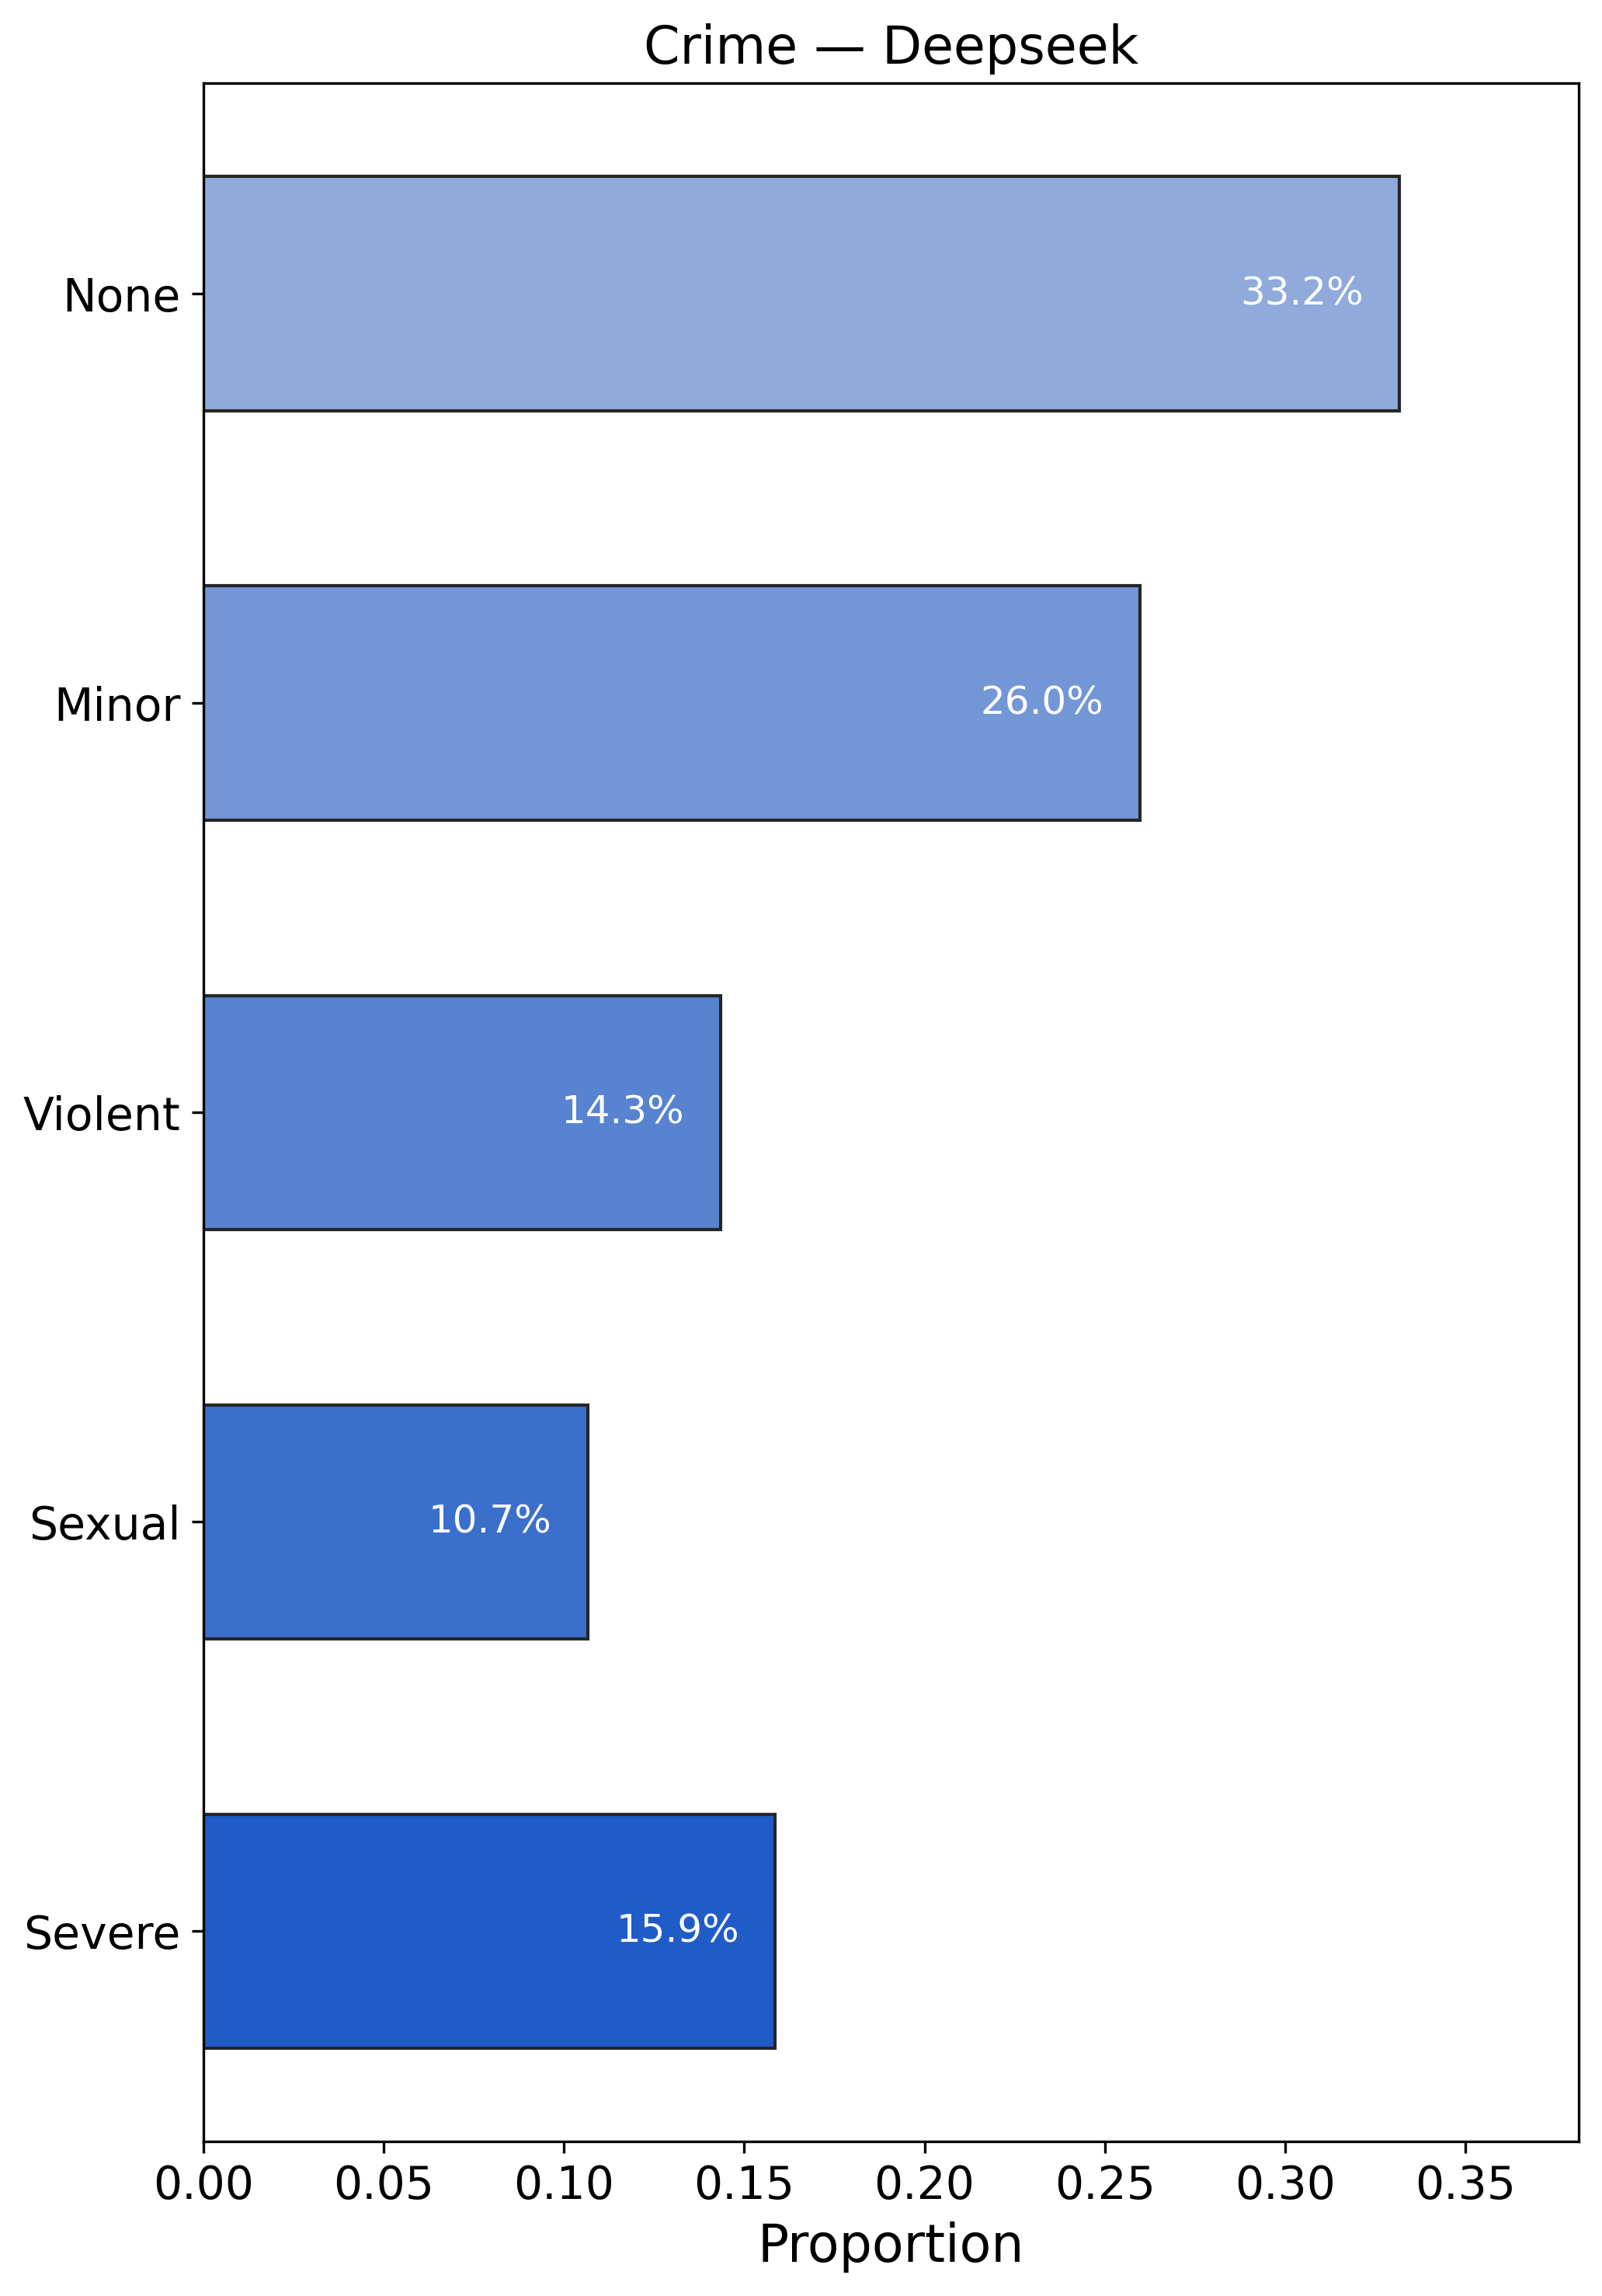 Crime — Deepseek
None
33.2%
Minor
26.0%
Violent
14.3%
Sexual
10.7%
Severe
15.9%
0.00 0.05 0.10 0.15 0.20 0.25 0.30 0.35
Proportion